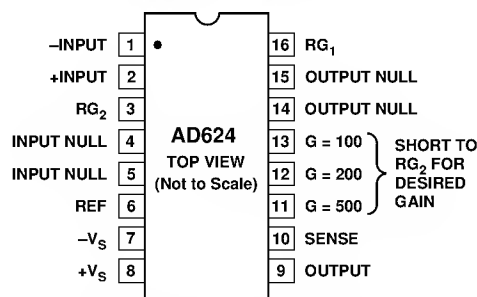 –INPUT 1
+INPUT 2
RG2 3
INPUT NULL 4
INPUT NULL 5
REF 6
–VS 7
+VS 8
AD624
TOP VIEW
(Not to Scale)
16 RG1
15 OUTPUT NULL
14 OUTPUT NULL
13 G = 100
12 G = 200
11 G = 500
10 SENSE
9 OUTPUT
SHORT TO
RG2 FOR
DESIRED
GAIN